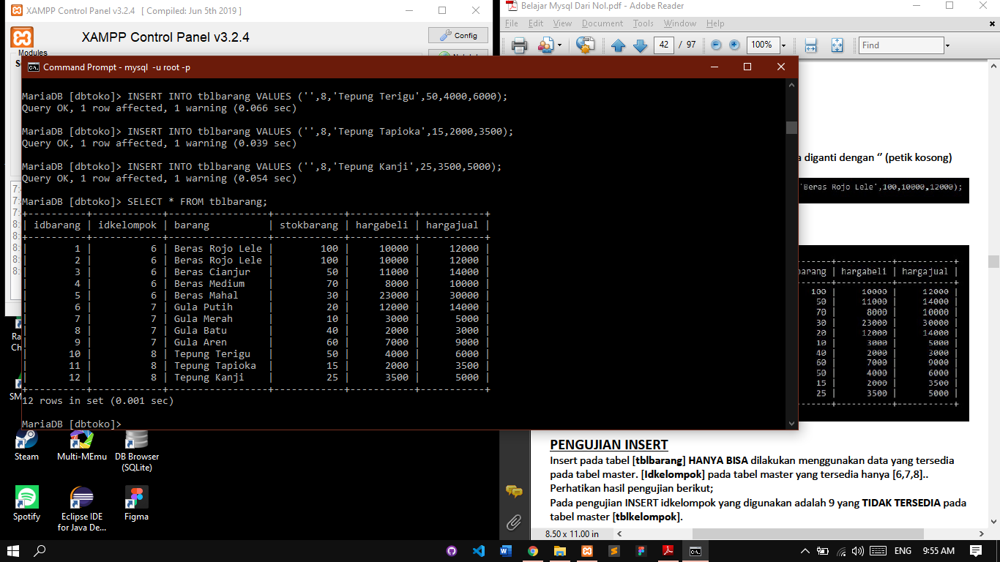 XAMPP Control Panel v3.2.4   [ Compiled: Jun 5th 2019 ]
XAMPP Control Panel v3.2.4
Config
Modules
Belajar Mysql Dari Nol.pdf - Adobe Reader
File Edit View Document Tools Window Help
42 / 97 100% Find
Command Prompt - mysql  -u root -p
MariaDB [dbtoko]> INSERT INTO tblbarang VALUES ('',8,'Tepung Terigu',50,4000,6000);
Query OK, 1 row affected, 1 warning (0.066 sec)
MariaDB [dbtoko]> INSERT INTO tblbarang VALUES ('',8,'Tepung Tapioka',15,2000,3500);
Query OK, 1 row affected, 1 warning (0.039 sec)
MariaDB [dbtoko]> INSERT INTO tblbarang VALUES ('',8,'Tepung Kanji',25,3500,5000);
Query OK, 1 row affected, 1 warning (0.054 sec)
MariaDB [dbtoko]> SELECT * FROM tblbarang;
+----------+------------+-----------------+------------+----------+-----------+
| idbarang | idkelompok | barang          | stokbarang | hargabeli | hargajual |
+----------+------------+-----------------+------------+----------+-----------+
|        1 |          6 | Beras Rojo Lele |        100 |     10000 |     12000 |
|        2 |          6 | Beras Rojo Lele |        100 |     10000 |     12000 |
|        3 |          6 | Beras Cianjur   |         50 |     11000 |     14000 |
|        4 |          6 | Beras Medium    |         70 |      8000 |     10000 |
|        5 |          6 | Beras Mahal     |         30 |     23000 |     30000 |
|        6 |          7 | Gula Putih      |         20 |     12000 |     14000 |
|        7 |          7 | Gula Merah      |         10 |      3000 |      5000 |
|        8 |          7 | Gula Batu       |         40 |      2000 |      3000 |
|        9 |          7 | Gula Aren       |         60 |      7000 |      9000 |
|       10 |          8 | Tepung Terigu   |         50 |      4000 |      6000 |
|       11 |          8 | Tepung Tapioka  |         15 |      2000 |      3500 |
|       12 |          8 | Tepung Kanji    |         25 |      3500 |      5000 |
+----------+------------+-----------------+------------+----------+-----------+
12 rows in set (0.001 sec)
MariaDB [dbtoko]>
diganti dengan ‘’ (petik kosong)
'Beras Rojo Lele',100,10000,12000);
| hargabeli | hargajual |
100 | 10000 | 12000 |
50 | 11000 | 14000 |
70 | 8000 | 10000 |
30 | 23000 | 30000 |
20 | 12000 | 14000 |
10 | 3000 | 5000 |
40 | 2000 | 3000 |
60 | 7000 | 9000 |
50 | 4000 | 6000 |
15 | 2000 | 3500 |
25 | 3500 | 5000 |
PENGUJIAN INSERT
Insert pada tabel [tblbarang] HANYA BISA dilakukan menggunakan data yang tersedia
pada tabel master. [Idkelompok] pada tabel master yang tersedia hanya [6,7,8]..
Perhatikan hasil pengujian berikut;
Pada pengujian INSERT idkelompok yang digunakan adalah 9 yang TIDAK TERSEDIA pada
tabel master [tblkelompok].
8.50 x 11.00 in
Steam
Multi-MEmu
DB Browser
(SQLite)
Spotify
Eclipse IDE
for Java De...
Figma
ENG 9:55 AM